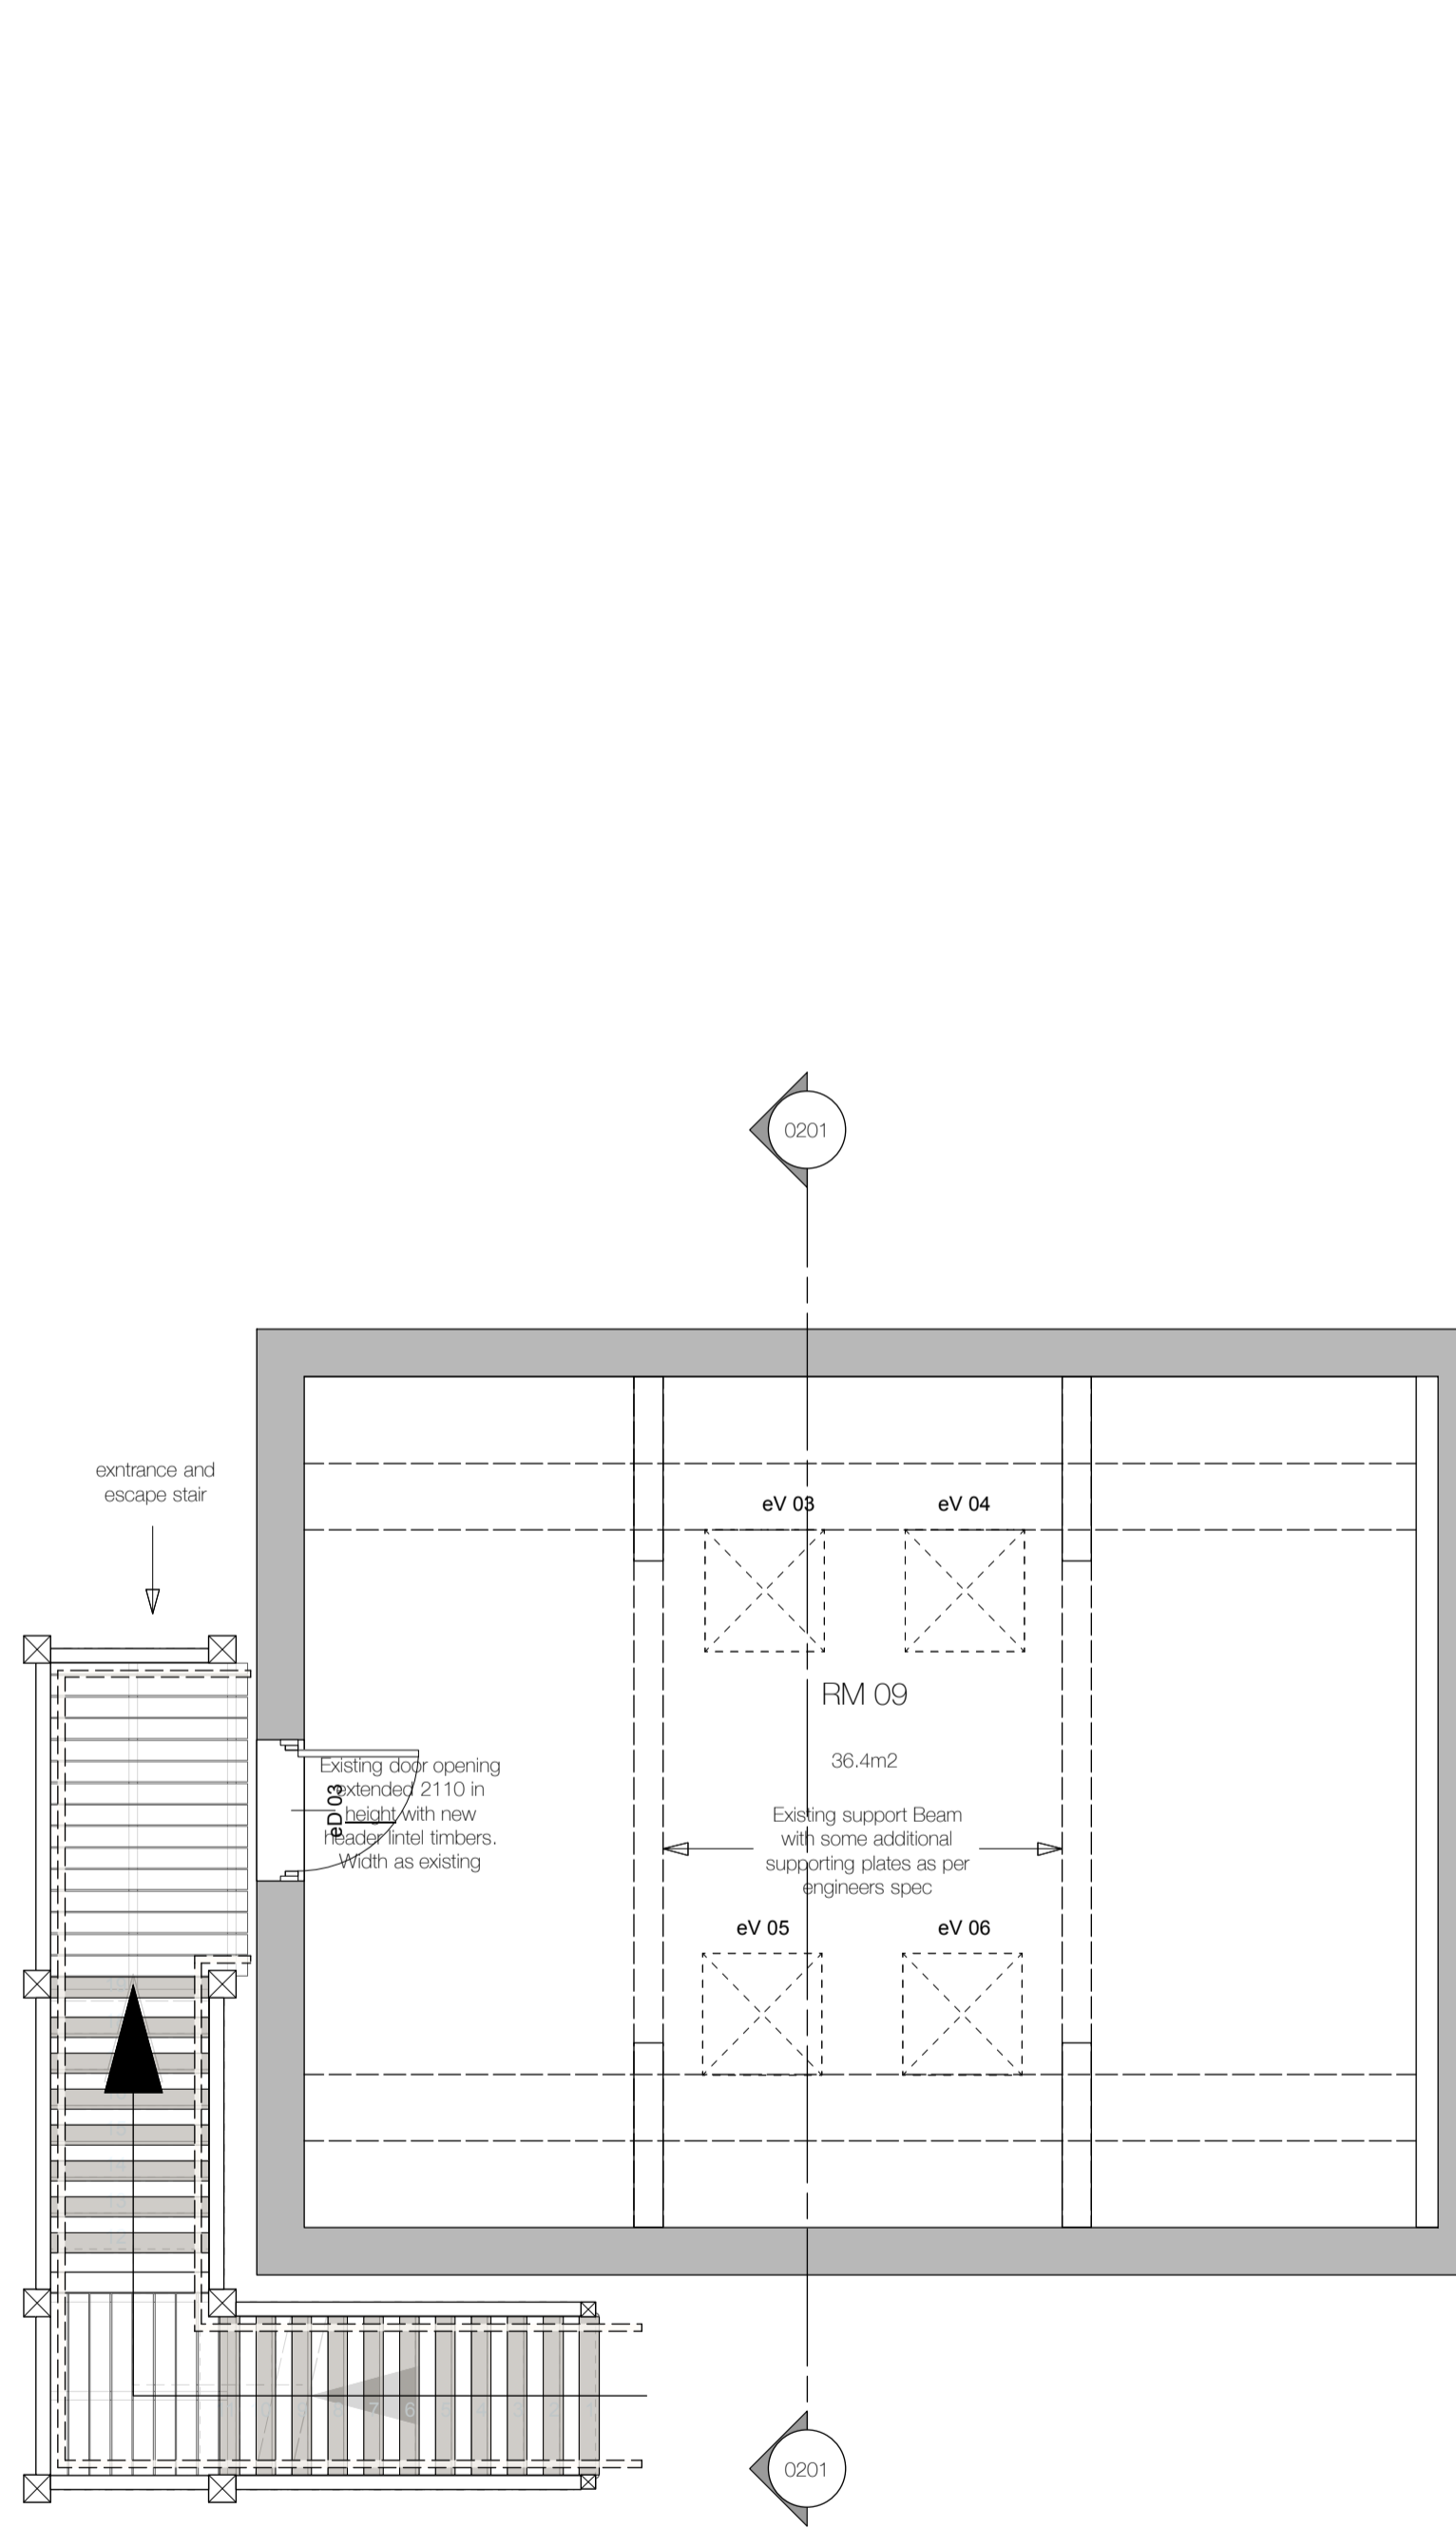 0201
exntrance and
escape stair
eV 03
eV 04
RM 09
36.4m2
Existing door opening
extended 2110 in
height with new
header lintel timbers.
Width as existing
eD 03
Existing support Beam
with some additional
supporting plates as per
engineers spec
eV 05
eV 06
7 6
0201